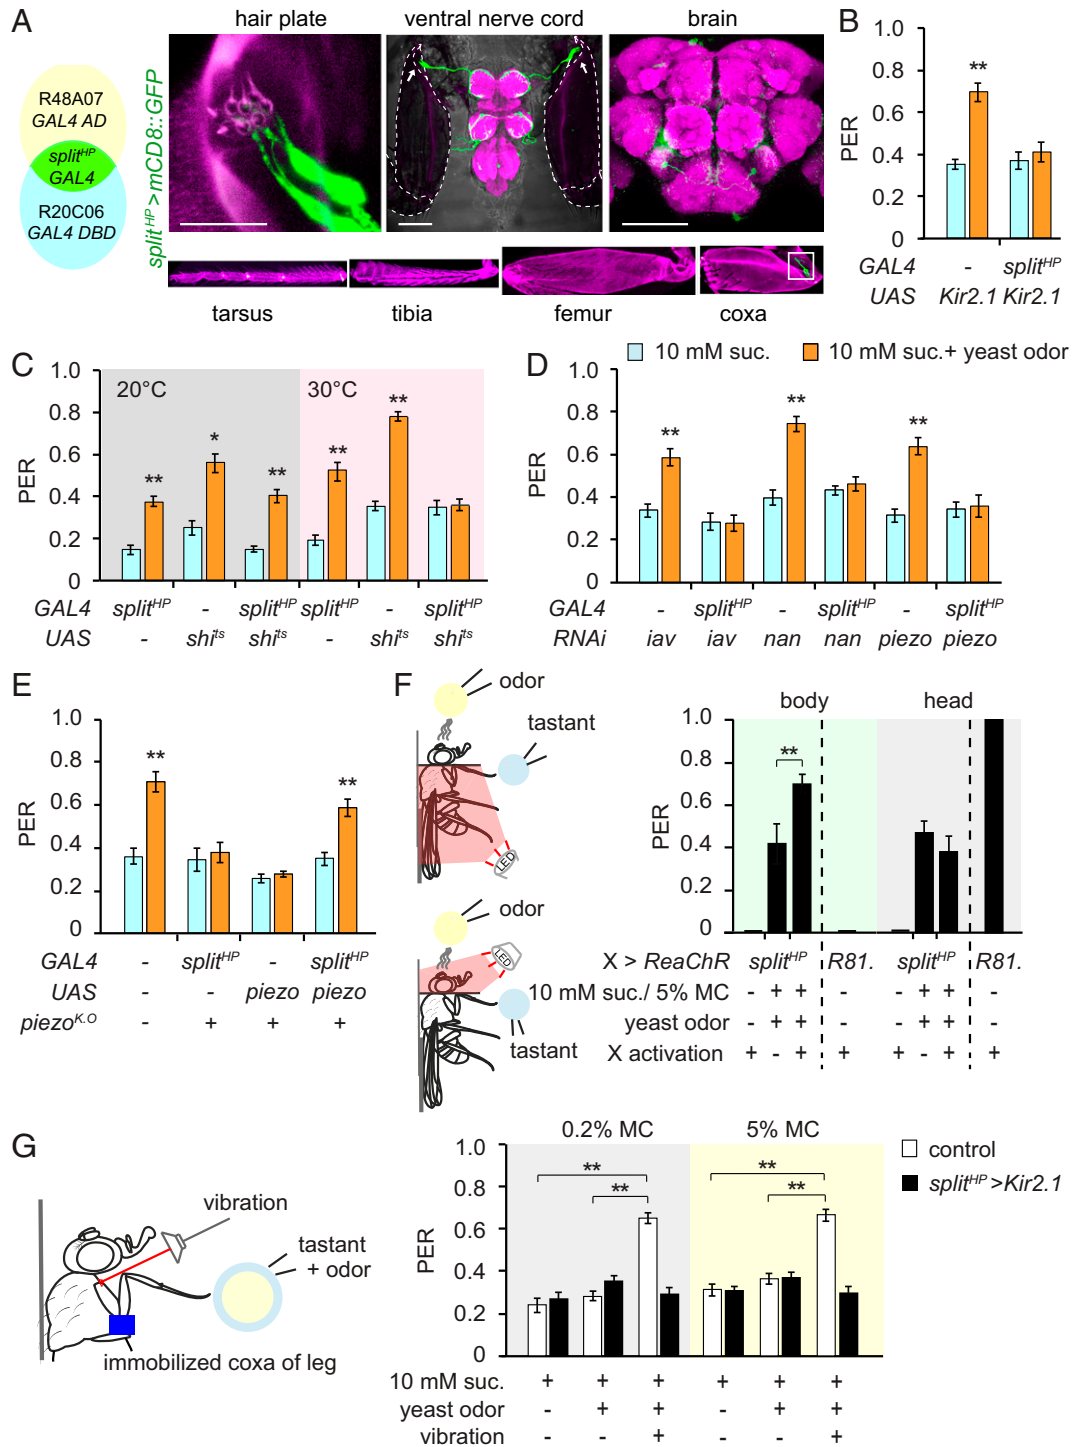 A
hair plate
ventral nerve cord
brain
R48A07
GAL4 AD
split^HP
GAL4
R20C06
GAL4 DBD
split^HP > mCD8::GFP
tarsus
tibia
femur
coxa
B
PER
1.0
0.8
0.6
0.4
0.2
0
**
GAL4 - split^HP
UAS Kir2.1 Kir2.1
10 mM suc.
10 mM suc.+ yeast odor
C
PER
1.0
0.8
0.6
0.4
0.2
0
20°C
30°C
** * ** ** **
GAL4 split^HP - split^HP split^HP - split^HP
UAS - shi^ts shi^ts - shi^ts shi^ts
D
PER
1.0
0.8
0.6
0.4
0.2
0
** ** **
GAL4 - split^HP - split^HP - split^HP
RNAi iav iav nan nan piezo piezo
E
PER
1.0
0.8
0.6
0.4
0.2
0
** **
GAL4 - split^HP - split^HP
UAS - - piezo piezo
piezo^K.O - + + +
F
odor
tastant
LED
odor
LED
tastant
body
head
PER
1.0
0.8
0.6
0.4
0.2
0
**
X > ReaChR split^HP R81. split^HP R81.
10 mM suc./ 5% MC - + + - - + + -
yeast odor - + + - - + + -
X activation + - + + + - + +
G
vibration
tastant
+ odor
immobilized coxa of leg
0.2% MC
5% MC
control
split^HP >Kir2.1
PER
1.0
0.8
0.6
0.4
0.2
0
** **
** **
10 mM suc. + + + + + +
yeast odor - + + - + +
vibration - - + - - +